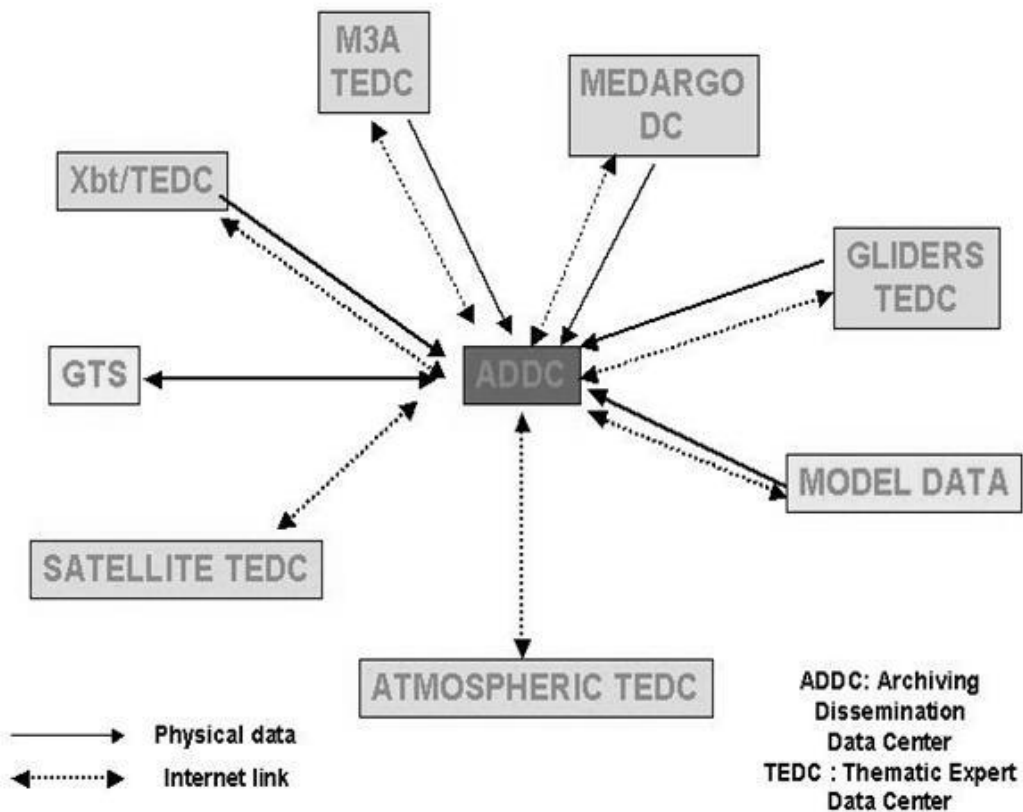 M3A
TEDC
MEDARGO
DC
Xbt/TEDC
GLIDERS
TEDC
GTS
ADDC
MODEL DATA
SATELLITE TEDC
ATMOSPHERIC TEDC
Physical data
Internet link
ADDC: Archiving
Dissemination
Data Center
TEDC : Thematic Expert
Data Center